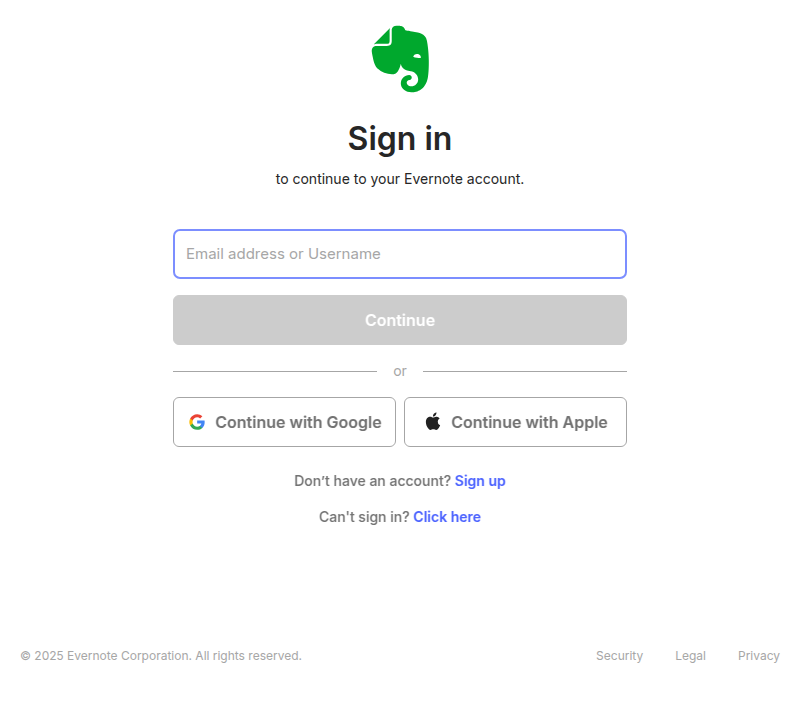 Sign in
to continue to your Evernote account.
Email address or Username
Continue
or
Continue with Google
Continue with Apple
Don’t have an account? Sign up
Can't sign in? Click here
© 2025 Evernote Corporation. All rights reserved.
Security
Legal
Privacy